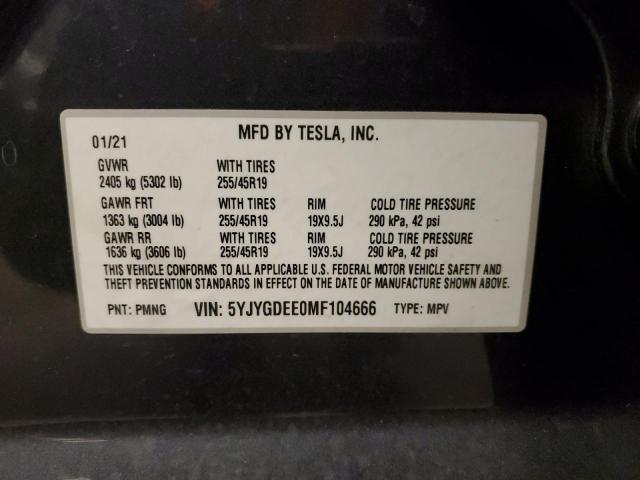 MFD BY TESLA, INC.
01/21
GVWR WITH TIRES
2405 kg (5302 lb) 255/45R19
GAWR FRT WITH TIRES RIM COLD TIRE PRESSURE
1363 kg (3004 lb) 255/45R19 19X9.5J 290 kPa, 42 psi
GAWR RR WITH TIRES RIM COLD TIRE PRESSURE
1636 kg (3606 lb) 255/45R19 19X9.5J 290 kPa, 42 psi
THIS VEHICLE CONFORMS TO ALL APPLICABLE U.S. FEDERAL MOTOR VEHICLE SAFETY AND
THEFT PREVENTION STANDARDS IN EFFECT ON THE DATE OF MANUFACTURE SHOWN ABOVE.
PNT: PMNG VIN: 5YJYGDEE0MF104666 TYPE: MPV